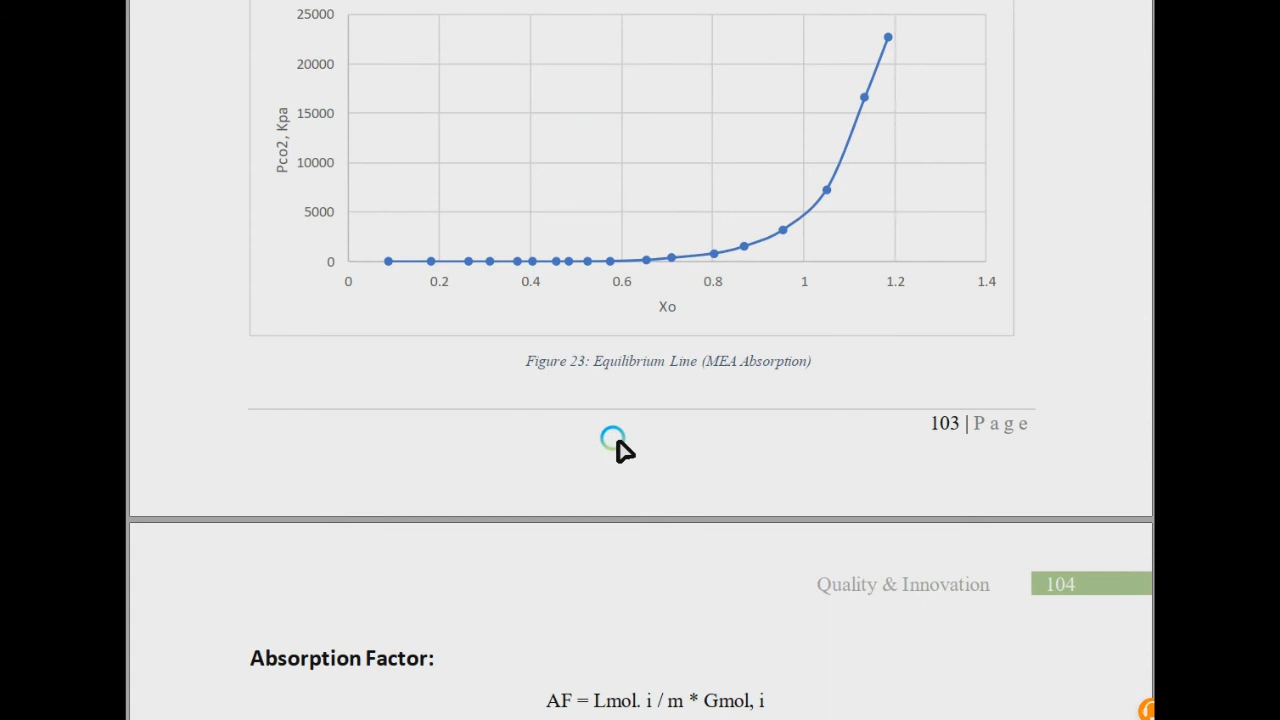 25000
20000
15000
10000
5000
0
Pco2, Kpa
0 0.2 0.4 0.6 0.8 1 1.2 1.4
Xo
Figure 23: Equilibrium Line (MEA Absorption)
103 | P a g e
Quality & Innovation 104
Absorption Factor:
AF = Lmol. i / m * Gmol, i